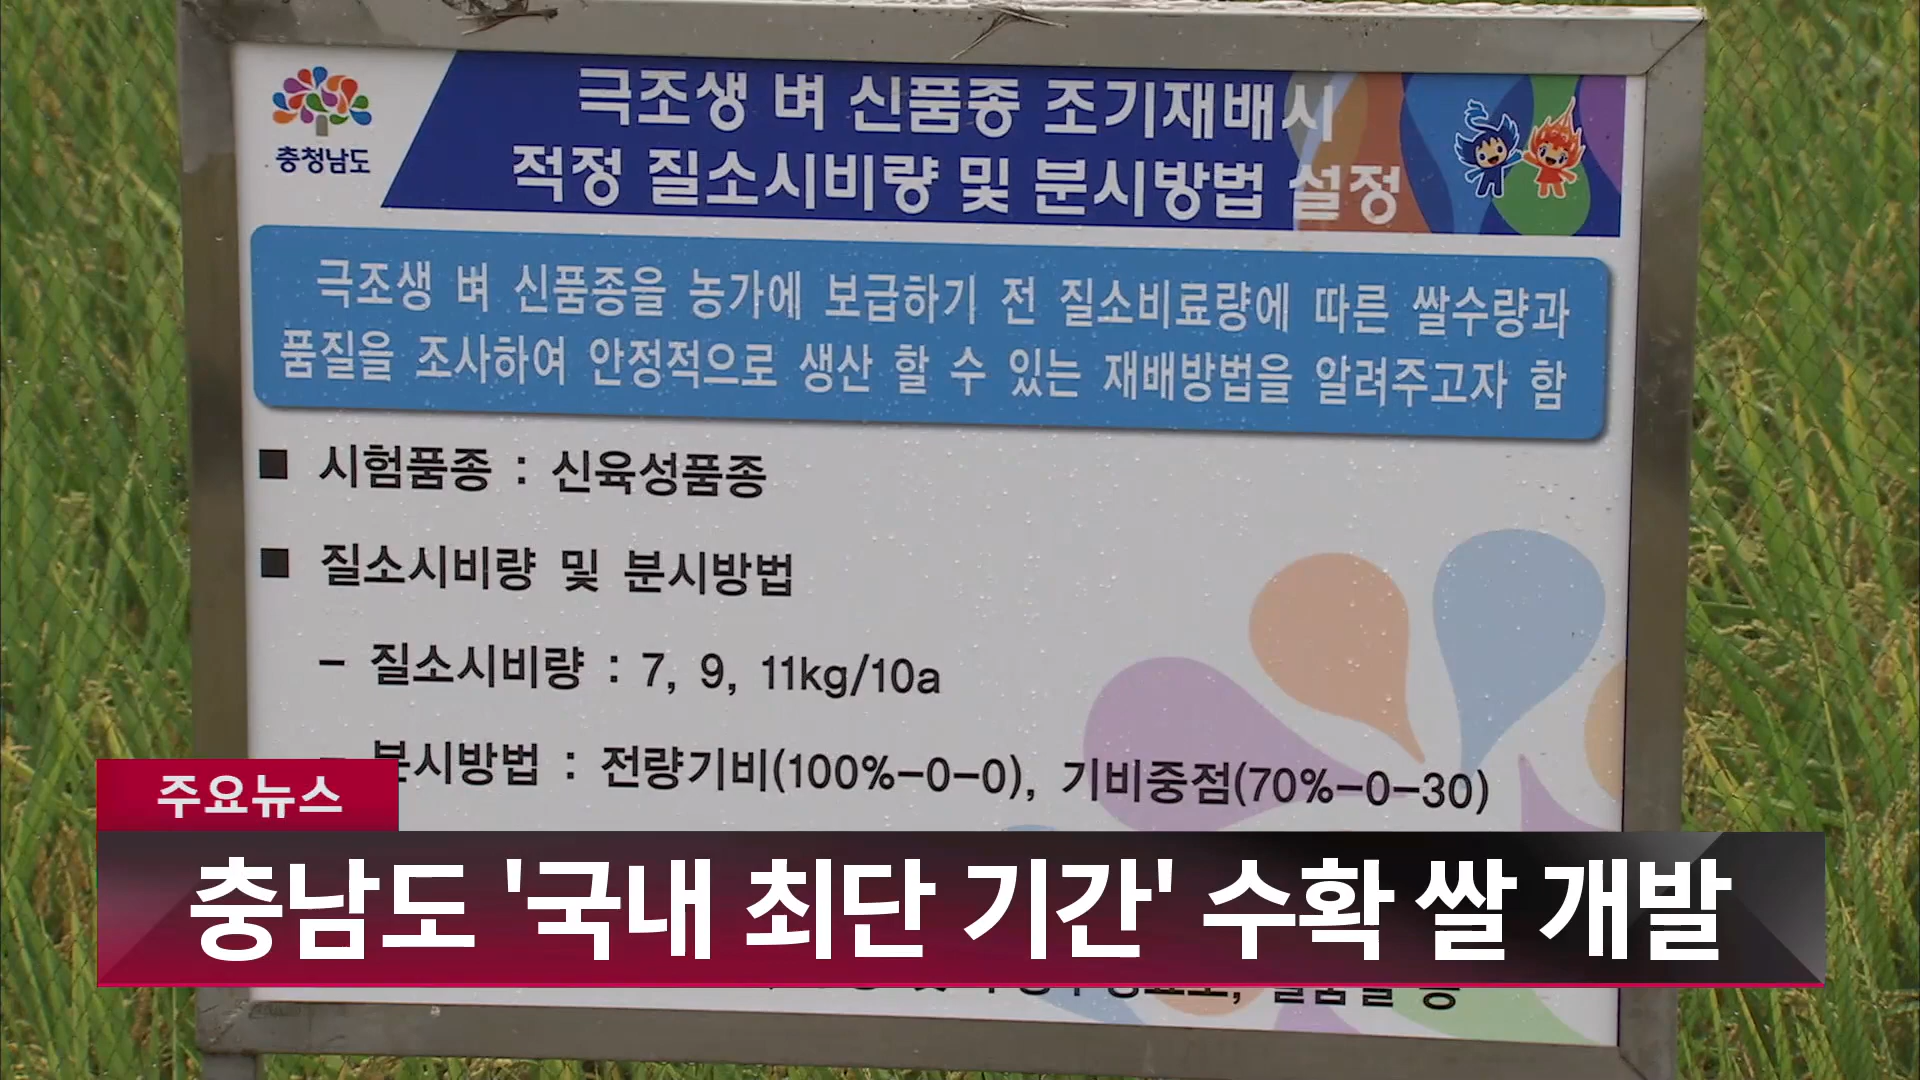 충청남도
극조생 벼 신품종 조기재배시
적정 질소시비량 및 분시방법 설정
극조생 벼 신품종을 농가에 보급하기 전 질소비료량에 따른 쌀수량과
품질을 조사하여 안정적으로 생산 할 수 있는 재배방법을 알려주고자 함
■ 시험품종 : 신육성품종
■ 질소시비량 및 분시방법
- 질소시비량 : 7, 9, 11kg/10a
- 분시방법 : 전량기비(100%-0-0), 기비중점(70%-0-30)
주요뉴스
충남도 '국내 최단 기간' 수확 쌀 개발